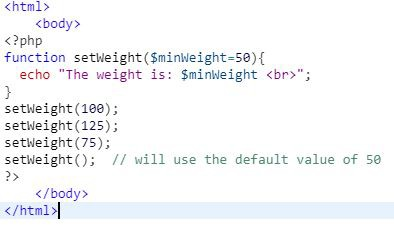 <html>
    <body>
<?php
function setWeight($minWeight=50){
  echo "The weight is: $minWeight <br>";
}
setWeight(100);
setWeight(125);
setWeight(75);
setWeight();  // will use the default value of 50
?>
    </body>
</html>